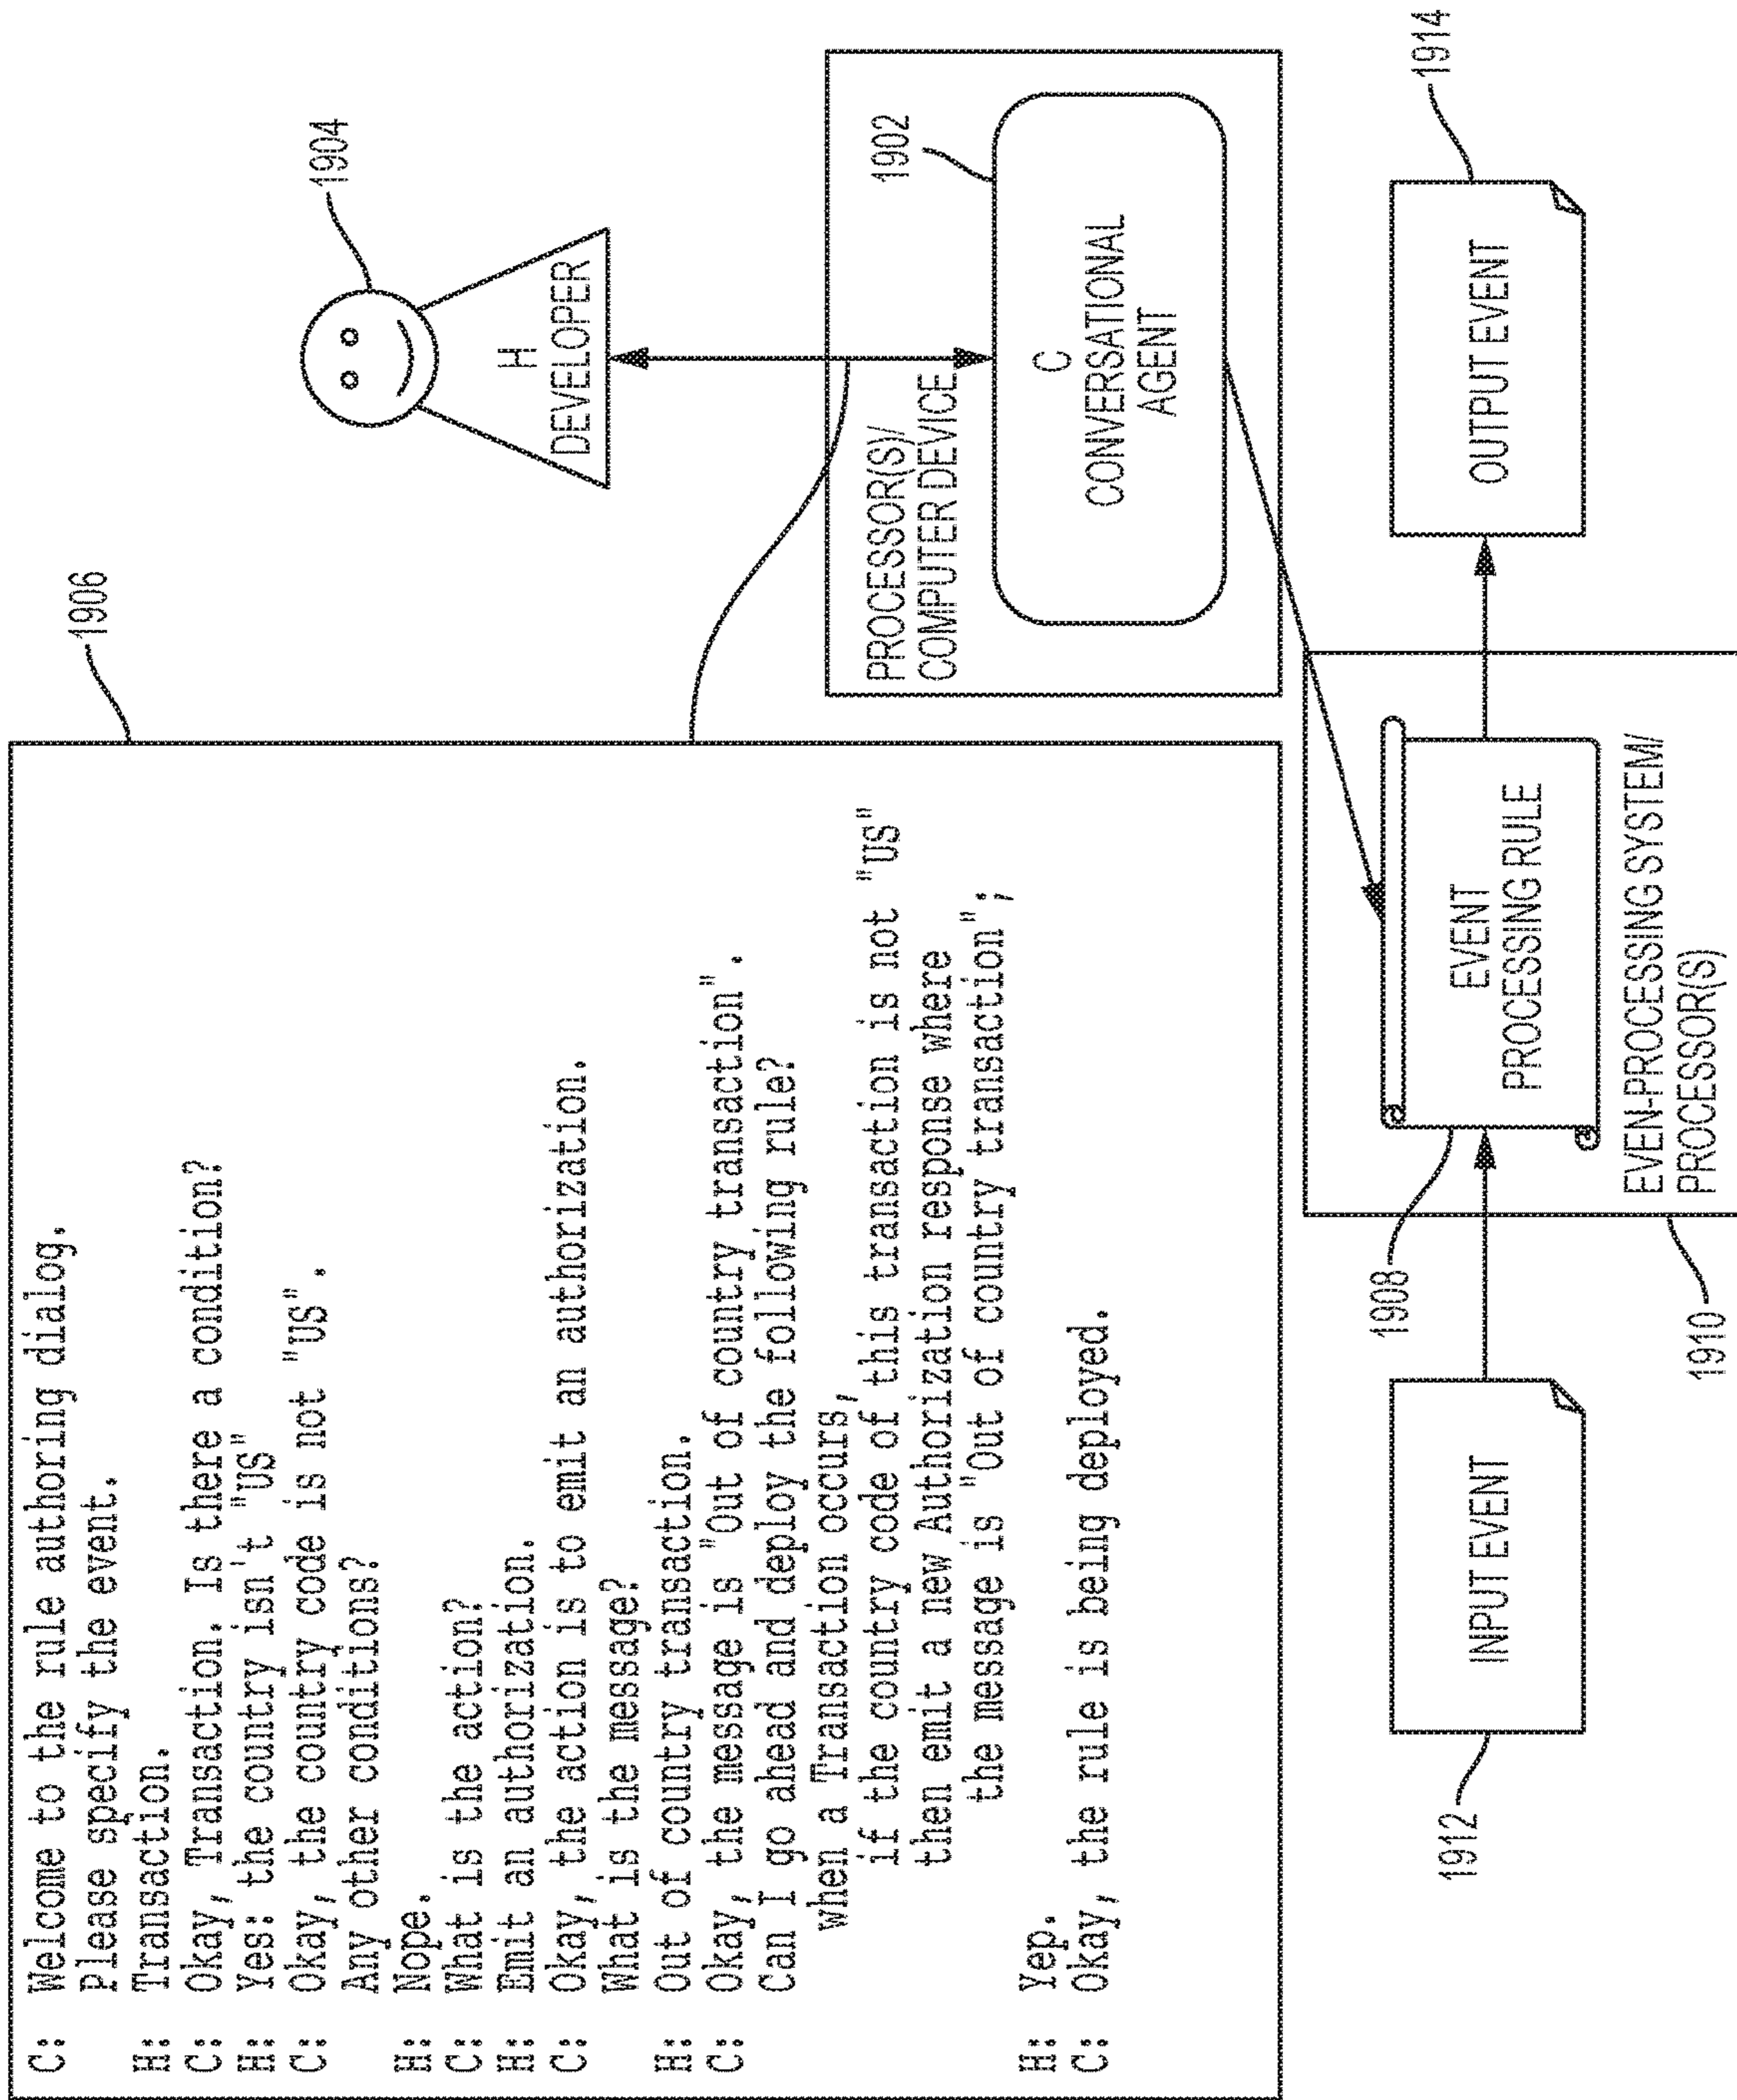 C: Welcome to the rule authoring dialog.
Please specify the event.
H: Transaction.
C: Okay, Transaction. Is there a condition?
H: Yes: the country isn't "US"
C: Okay, the country code is not "US".
Any other conditions?
H: Nope.
C: What is the action?
H: Emit an authorization.
C: Okay, the action is to emit an authorization.
What is the message?
H: Out of country transaction.
C: Okay, the message is "Out of country transaction".
Can I go ahead and deploy the following rule?
when a Transaction occurs,
if the country code of this transaction is not "US"
then emit a new Authorization response where
the message is "Out of country transaction";
H: Yep.
C: Okay, the rule is being deployed.
1906
1904
H
DEVELOPER
PROCESSOR(S)/
COMPUTER DEVICE
1902
C
CONVERSATIONAL
AGENT
1912
INPUT EVENT
1908
1910
EVENT
PROCESSING RULE
EVEN-PROCESSING SYSTEM/
PROCESSOR(S)
OUTPUT EVENT
1914